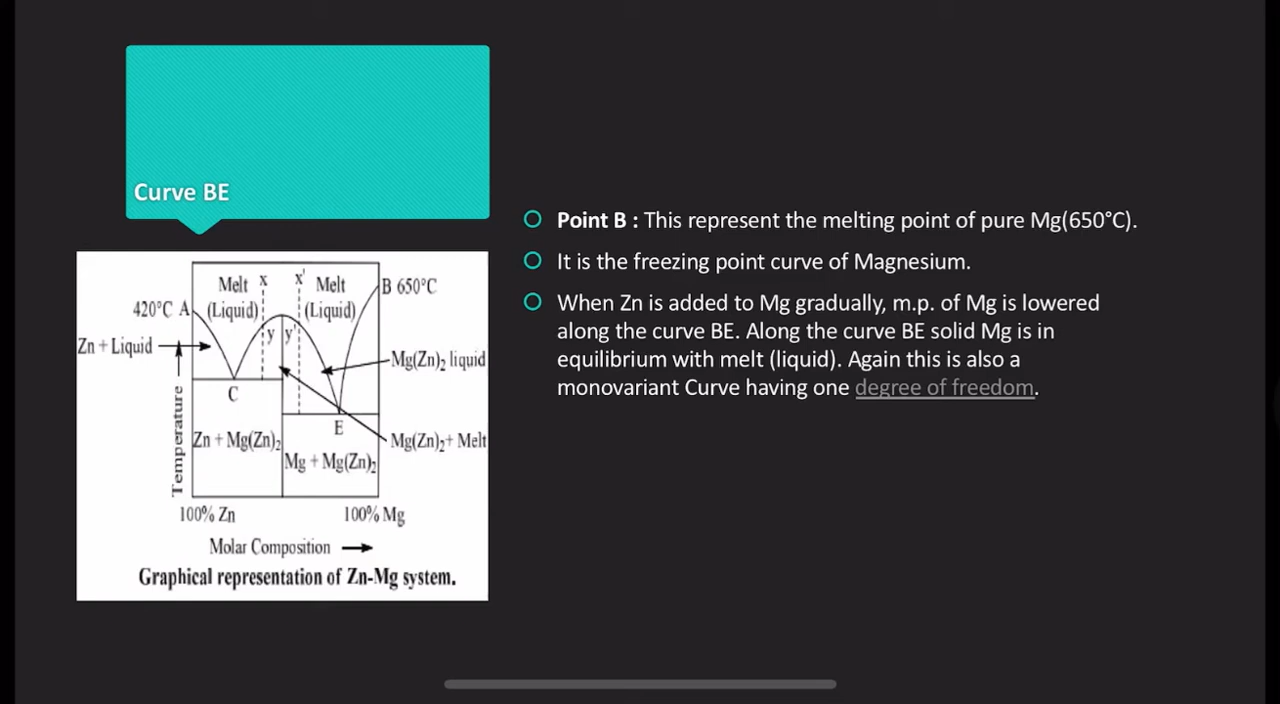 Curve BE
Point B : This represent the melting point of pure Mg(650°C).
It is the freezing point curve of Magnesium.
When Zn is added to Mg gradually, m.p. of Mg is lowered
along the curve BE. Along the curve BE solid Mg is in
equilibrium with melt (liquid). Again this is also a
monovariant Curve having one degree of freedom.
Melt x x' Melt B 650°C
420°C A (Liquid) (Liquid)
Zn + Liquid y y'
Mg(Zn)₂ liquid
C
Temperature
E
Zn + Mg(Zn)₂ Mg(Zn)₂+ Melt
Mg + Mg(Zn)₂
100% Zn 100% Mg
Molar Composition
Graphical representation of Zn-Mg system.